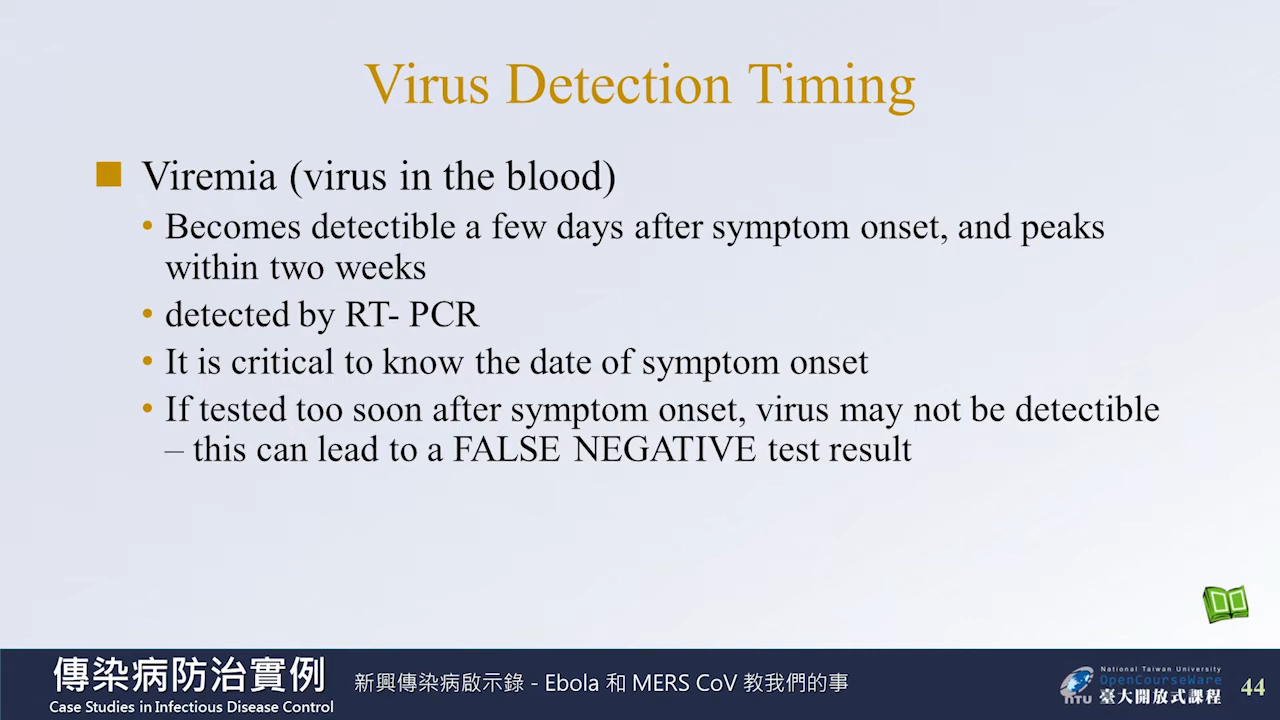 Virus Detection Timing
Viremia (virus in the blood)
• Becomes detectible a few days after symptom onset, and peaks
within two weeks
• detected by RT- PCR
• It is critical to know the date of symptom onset
• If tested too soon after symptom onset, virus may not be detectible
– this can lead to a FALSE NEGATIVE test result
傳染病防治實例
Case Studies in Infectious Disease Control
新興傳染病啟示錄 - Ebola 和 MERS CoV 教我們的事
National Taiwan University
OpenCourseWare
NTU 臺大開放式課程
44